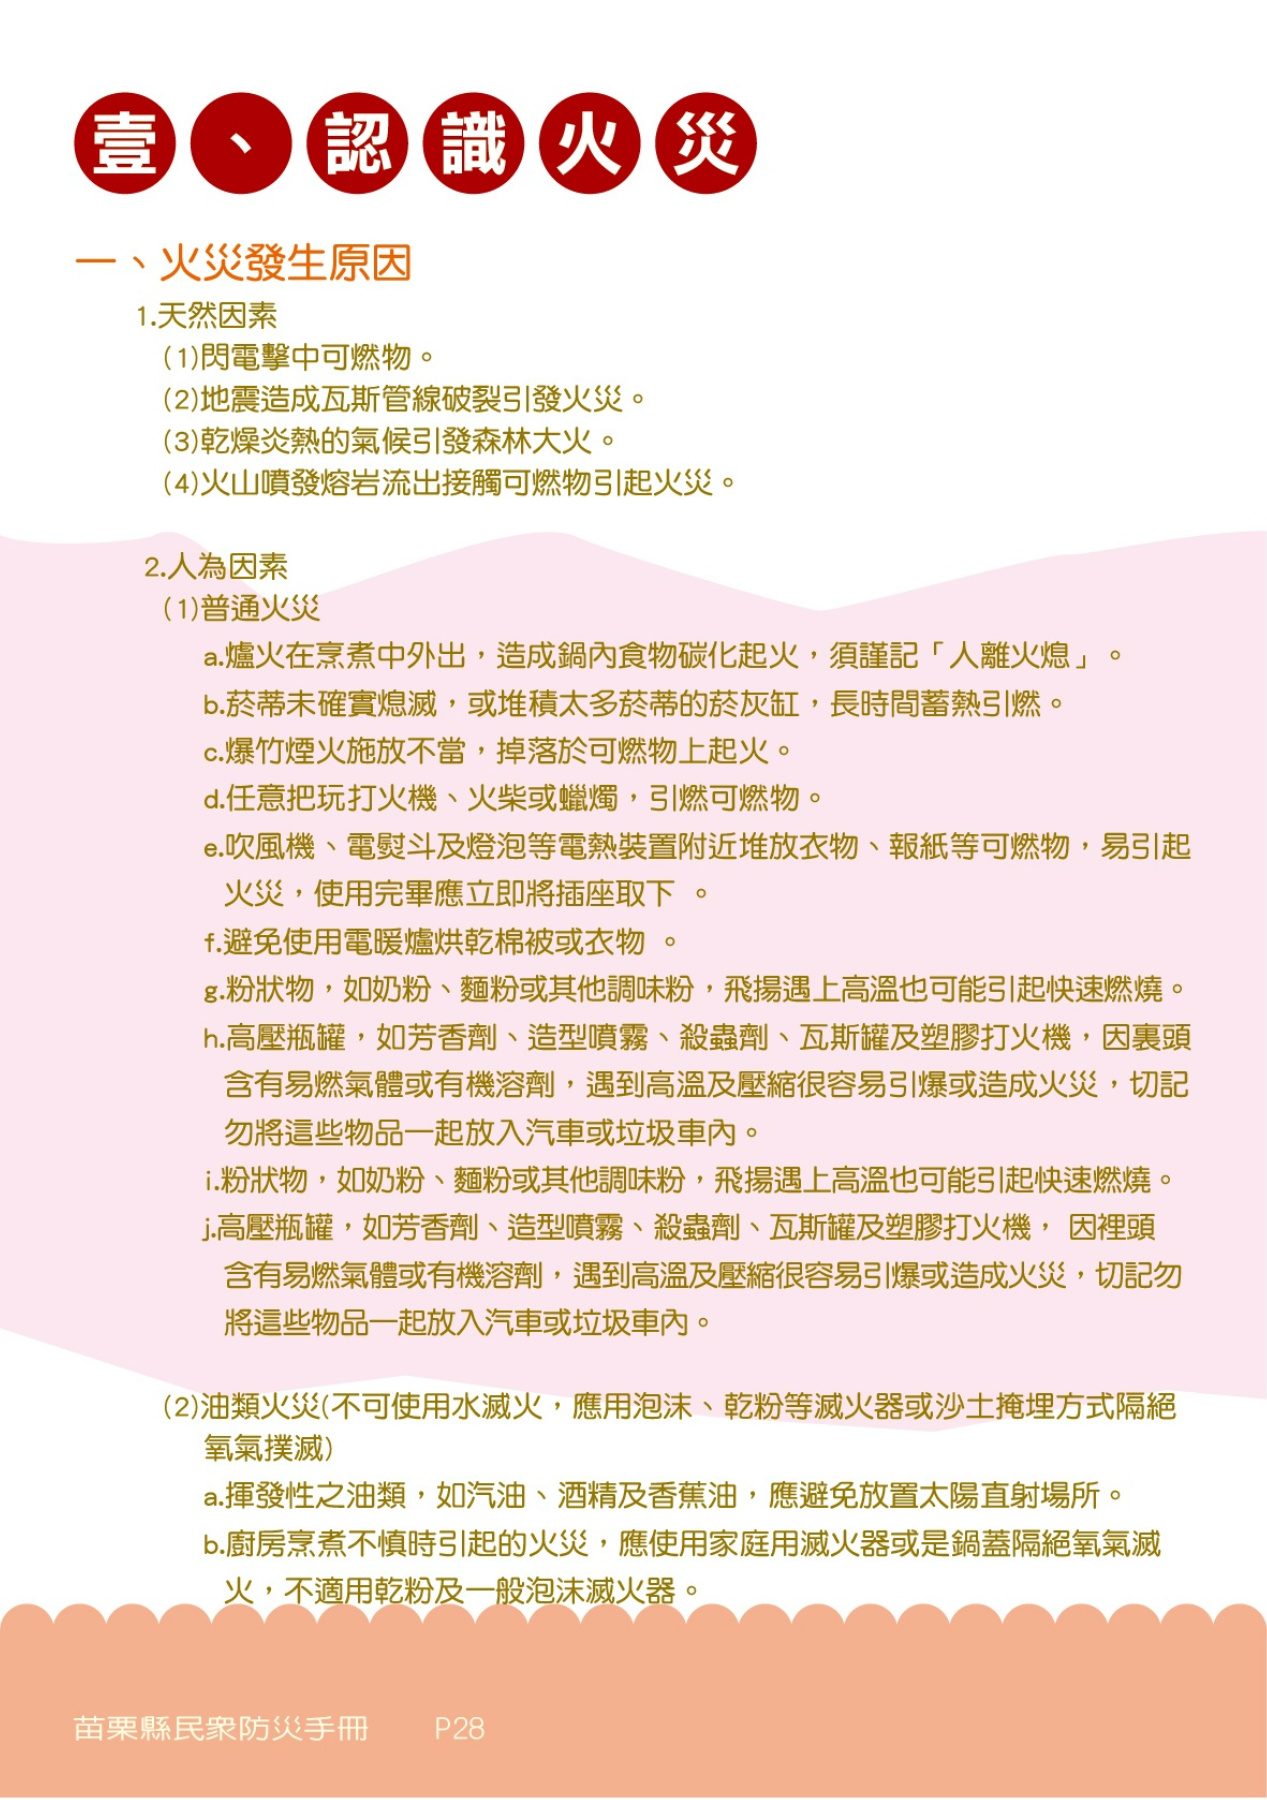 壹、認識火災
一、火災發生原因
1.天然因素
(1)閃電擊中可燃物。
(2)地震造成瓦斯管線破裂引發火災。
(3)乾燥炎熱的氣候引發森林大火。
(4)火山噴發熔岩流出接觸可燃物引起火災。
2.人為因素
(1)普通火災
a.爐火在烹煮中外出，造成鍋內食物碳化起火，須謹記「人離火熄」。
b.菸蒂未確實熄滅，或堆積太多菸蒂的菸灰缸，長時間蓄熱引燃。
c.爆竹煙火施放不當，掉落於可燃物上起火。
d.任意把玩打火機、火柴或蠟燭，引燃可燃物。
e.吹風機、電熨斗及燈泡等電熱裝置附近堆放衣物、報紙等可燃物，易引起
火災，使用完畢應立即將插座取下 。
f.避免使用電暖爐烘乾棉被或衣物 。
g.粉狀物，如奶粉、麵粉或其他調味粉，飛揚遇上高溫也可能引起快速燃燒。
h.高壓瓶罐，如芳香劑、造型噴霧、殺蟲劑、瓦斯罐及塑膠打火機，因裏頭
含有易燃氣體或有機溶劑，遇到高溫及壓縮很容易引爆或造成火災，切記
勿將這些物品一起放入汽車或垃圾車內。
i.粉狀物，如奶粉、麵粉或其他調味粉，飛揚遇上高溫也可能引起快速燃燒。
j.高壓瓶罐，如芳香劑、造型噴霧、殺蟲劑、瓦斯罐及塑膠打火機， 因裡頭
含有易燃氣體或有機溶劑，遇到高溫及壓縮很容易引爆或造成火災，切記勿
將這些物品一起放入汽車或垃圾車內。
(2)油類火災(不可使用水滅火，應用泡沫、乾粉等滅火器或沙土掩埋方式隔絕
氧氣撲滅)
a.揮發性之油類，如汽油、酒精及香蕉油，應避免放置太陽直射場所。
b.廚房烹煮不慎時引起的火災，應使用家庭用滅火器或是鍋蓋隔絕氧氣滅
火，不適用乾粉及一般泡沫滅火器。
苗栗縣民眾防災手冊 P28